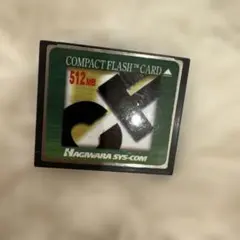 COMPACT FLASH™ CARD
512MB
HAGIWARA SYS-COM